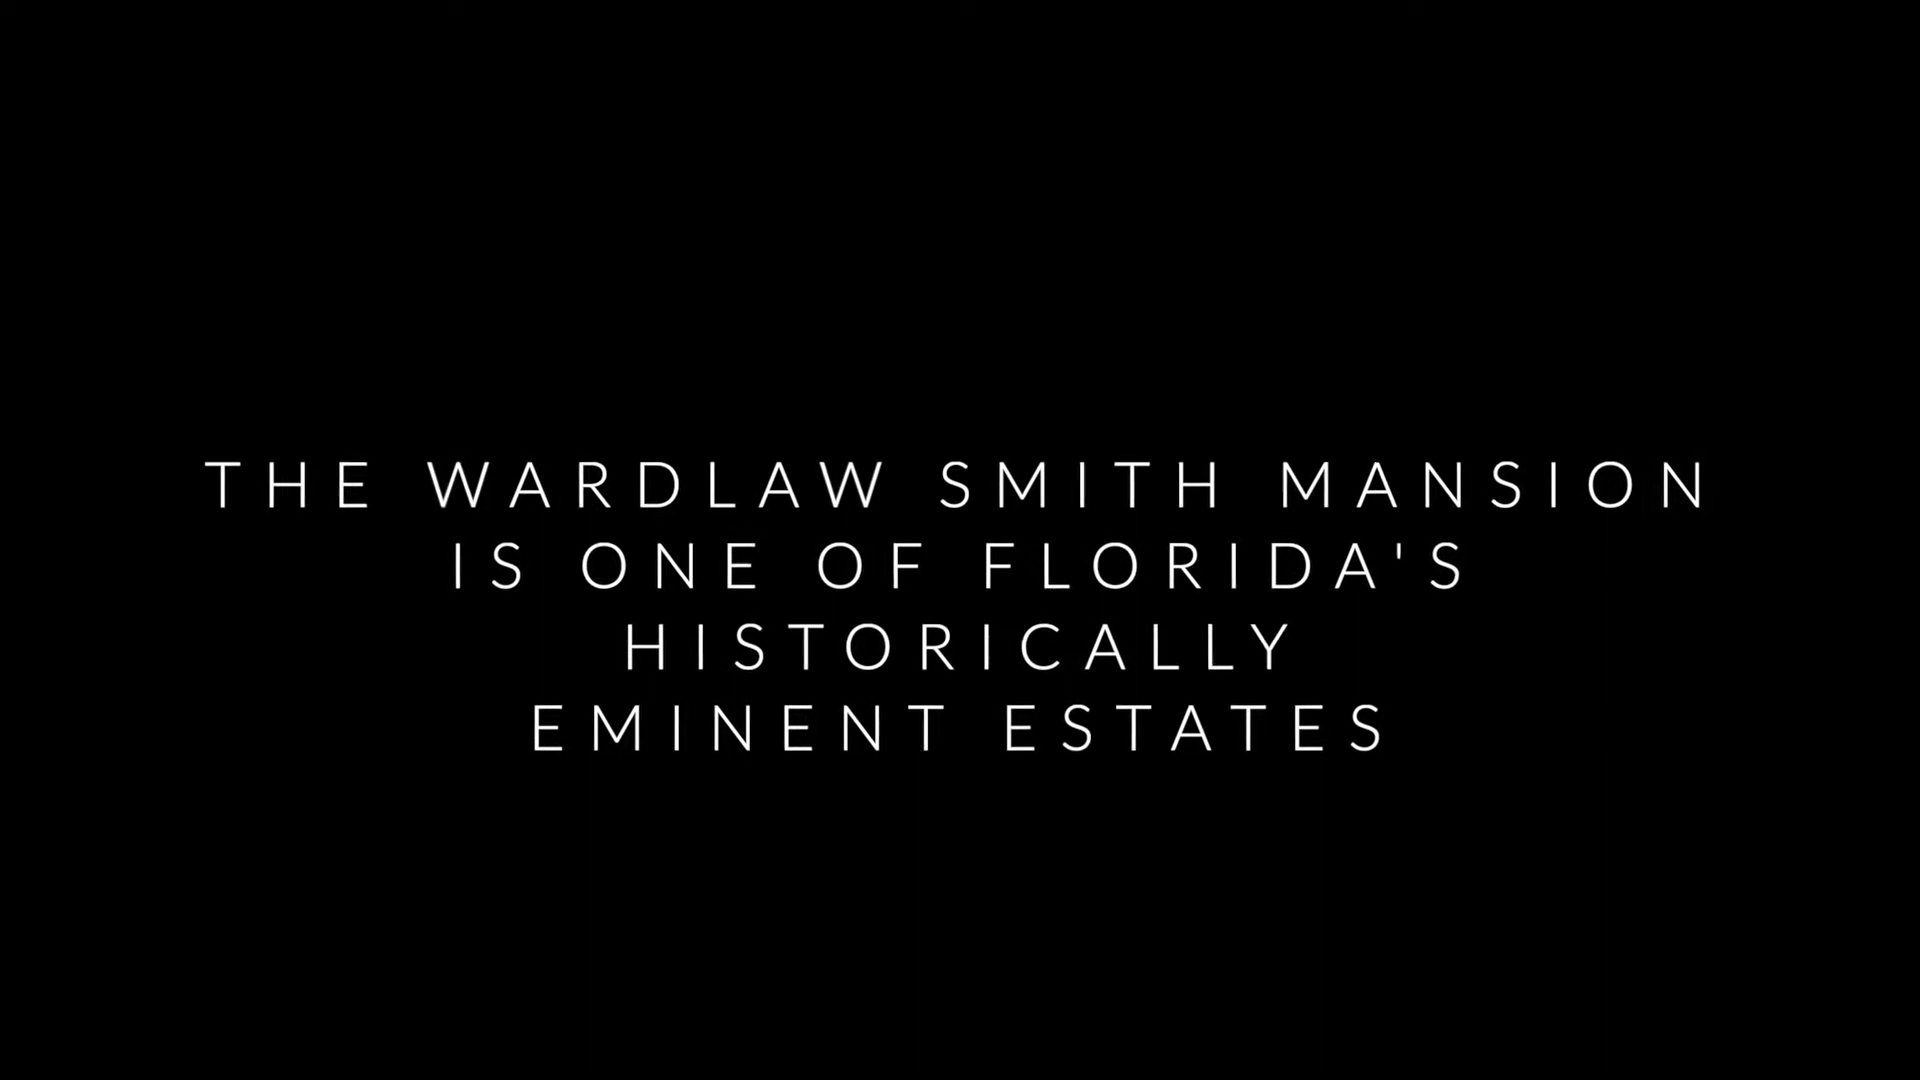 THE WARDLAW SMITH MANSION
IS ONE OF FLORIDA'S
HISTORICALLY
EMINENT ESTATES